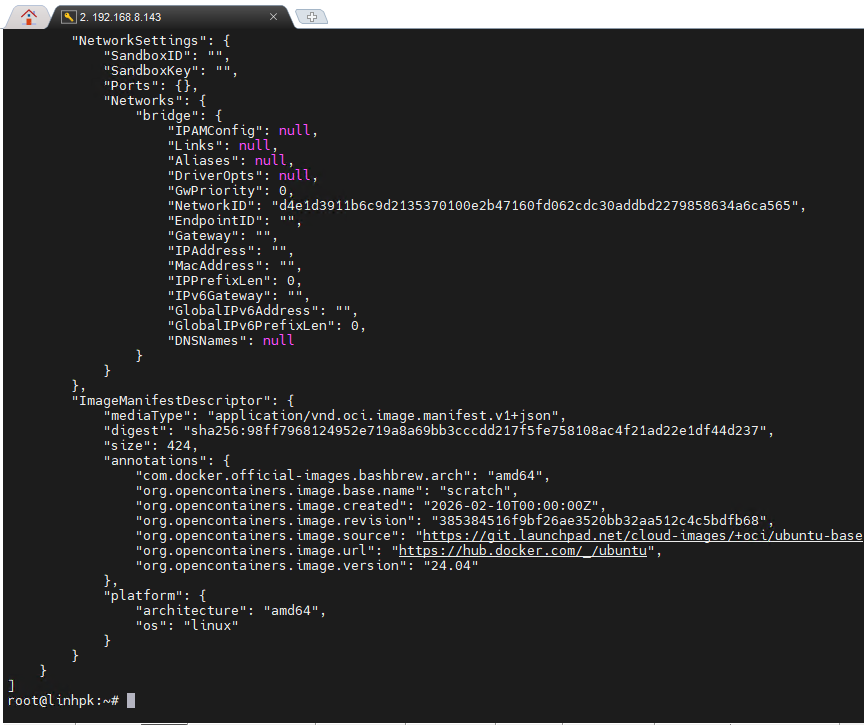 2. 192.168.8.143
"NetworkSettings": {
"SandboxID": "",
"SandboxKey": "",
"Ports": {},
"Networks": {
"bridge": {
"IPAMConfig": null,
"Links": null,
"Aliases": null,
"DriverOpts": null,
"GwPriority": 0,
"NetworkID": "d4e1d3911b6c9d2135370100e2b47160fd062cdc30addbd2279858634a6ca565",
"EndpointID": "",
"Gateway": "",
"IPAddress": "",
"MacAddress": "",
"IPPrefixLen": 0,
"IPv6Gateway": "",
"GlobalIPv6Address": "",
"GlobalIPv6PrefixLen": 0,
"DNSNames": null
}
}
},
"ImageManifestDescriptor": {
"mediaType": "application/vnd.oci.image.manifest.v1+json",
"digest": "sha256:98ff7968124952e719a8a69bb3cccdd217f5fe758108ac4f21ad22e1df44d237",
"size": 424,
"annotations": {
"com.docker.official-images.bashbrew.arch": "amd64",
"org.opencontainers.image.base.name": "scratch",
"org.opencontainers.image.created": "2026-02-10T00:00:00Z",
"org.opencontainers.image.revision": "385384516f9bf26ae3520bb32aa512c4c5bdfb68",
"org.opencontainers.image.source": "https://git.launchpad.net/cloud-images/+oci/ubuntu-base
"org.opencontainers.image.url": "https://hub.docker.com/_/ubuntu",
"org.opencontainers.image.version": "24.04"
},
"platform": {
"architecture": "amd64",
"os": "linux"
}
}
}
]
root@linhpk:~#